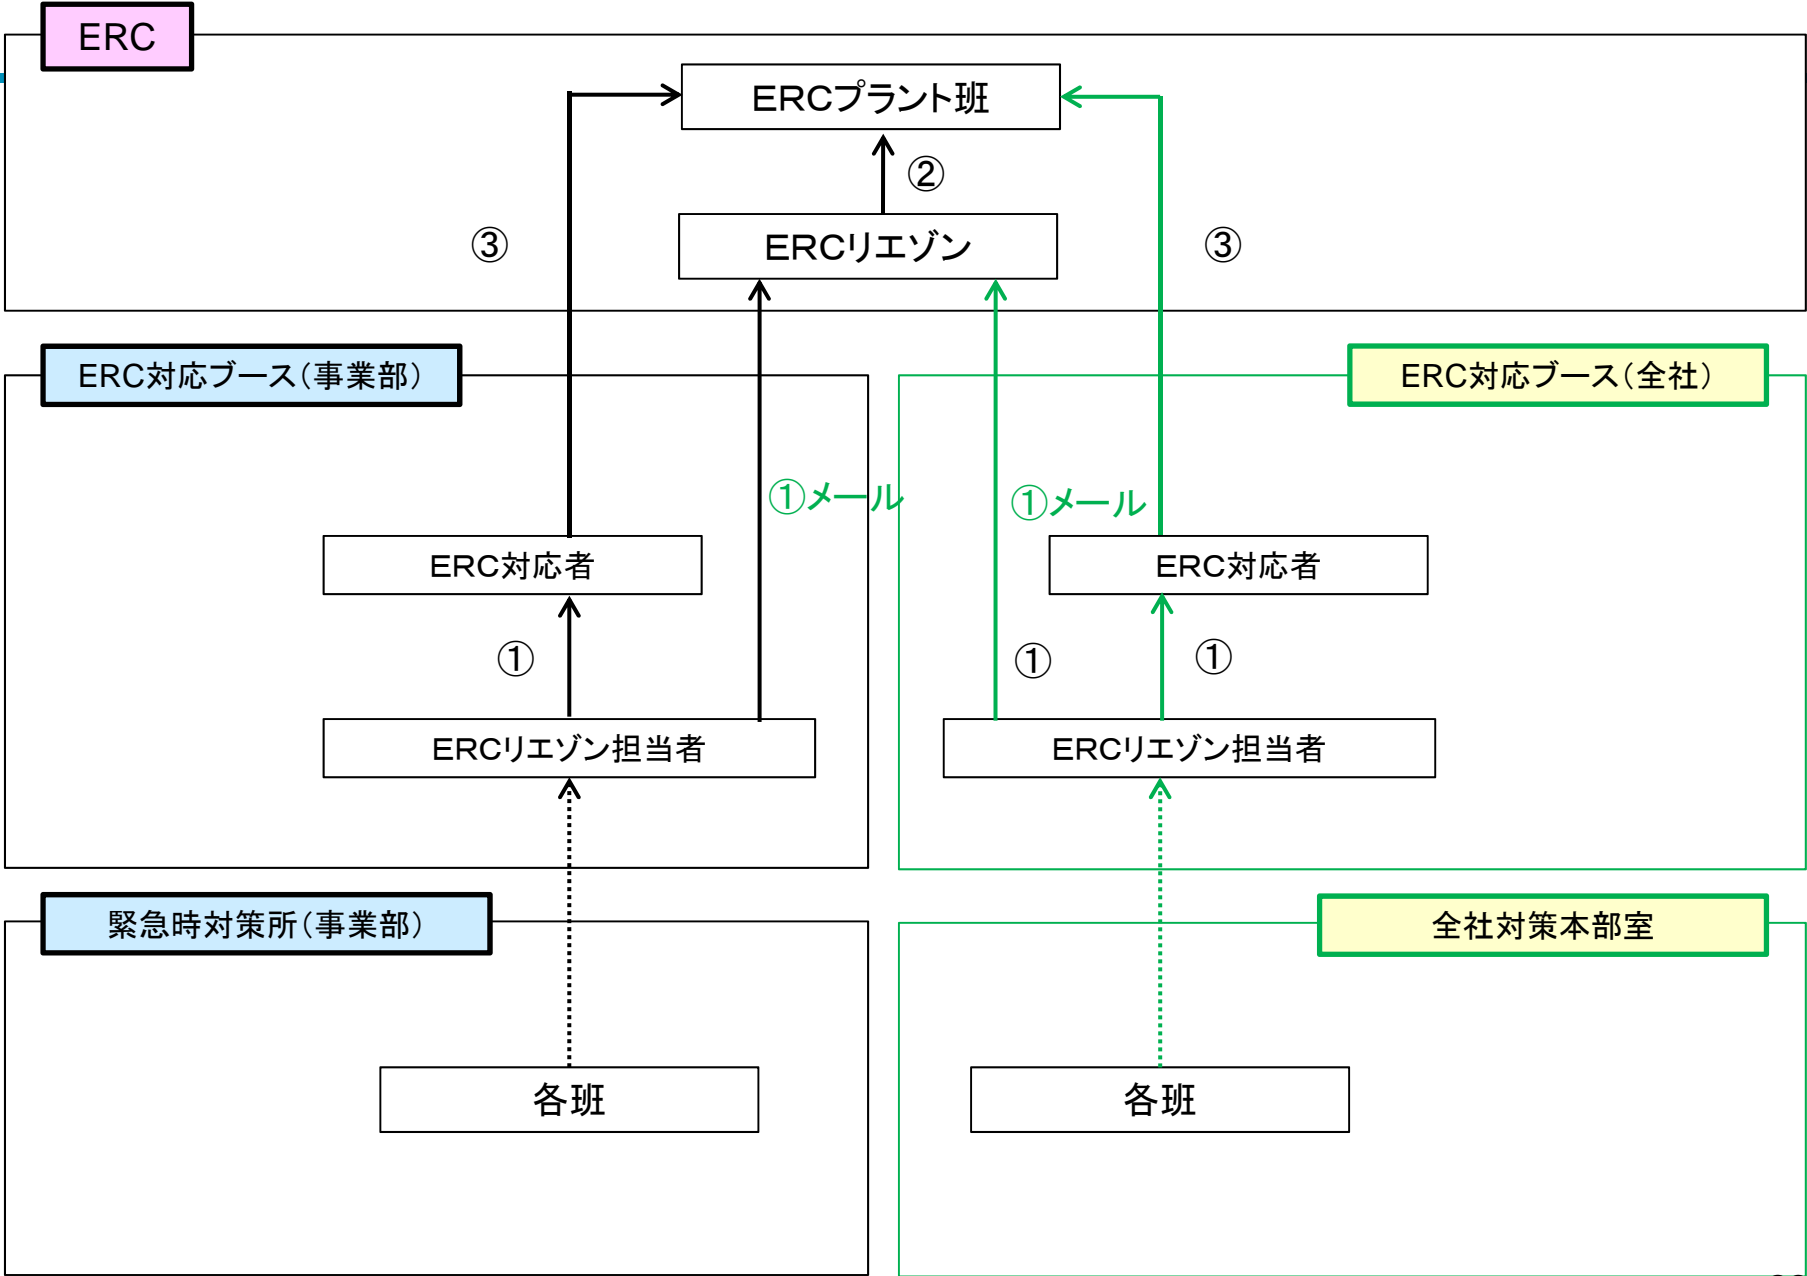 ERC
ERCプラント班
②
ERCリエゾン
③
③
ERC対応ブース(事業部)
ERC対応ブース(全社)
①メール
①メール
ERC対応者
ERC対応者
①
①
①
ERCリエゾン担当者
ERCリエゾン担当者
緊急時対策所(事業部)
全社対策本部室
各班
各班